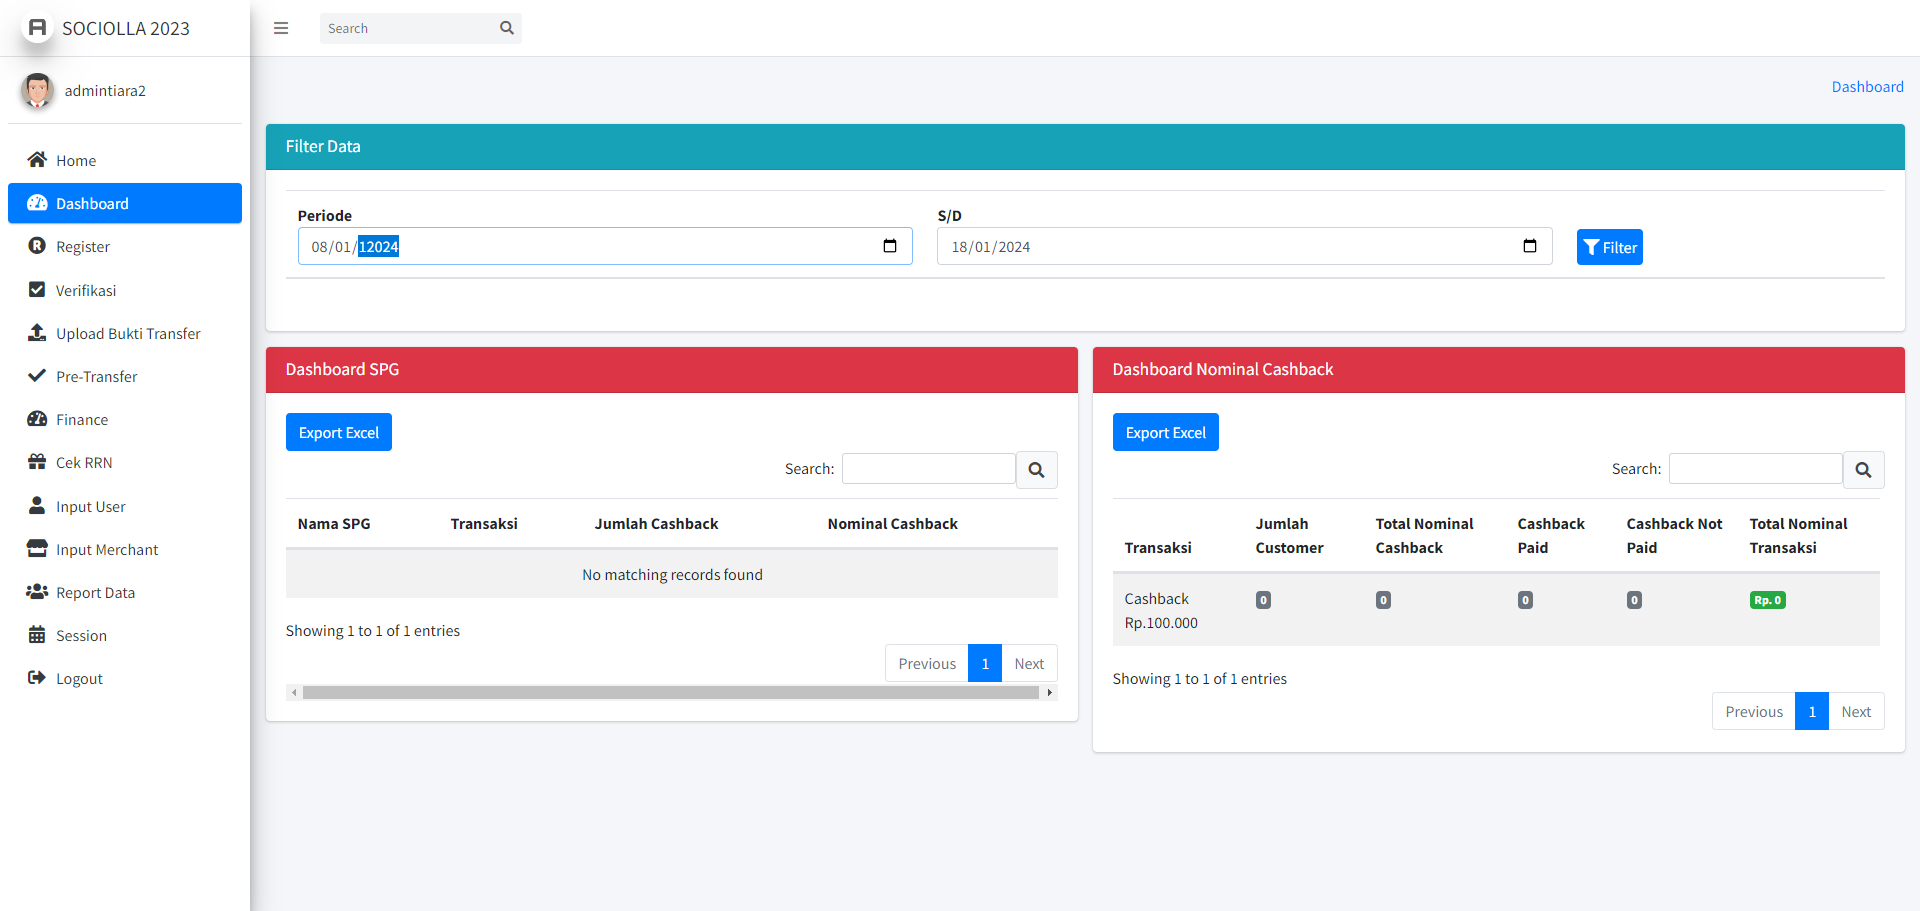 SOCIOLLA 2023
Search
admintiara2
Dashboard
Home
Dashboard
Register
Verifikasi
Upload Bukti Transfer
Pre-Transfer
Finance
Cek RRN
Input User
Input Merchant
Report Data
Session
Logout
Filter Data
Periode
S/D
08/01/12024
18/01/2024
Filter
Dashboard SPG
Export Excel
Search:
Nama SPG Transaksi Jumlah Cashback Nominal Cashback
No matching records found
Showing 1 to 1 of 1 entries
Previous 1 Next
Dashboard Nominal Cashback
Export Excel
Search:
Transaksi Jumlah Customer Total Nominal Cashback Cashback Paid Cashback Not Paid Total Nominal Transaksi
Cashback Rp.100.000 0 0 0 0 Rp. 0
Showing 1 to 1 of 1 entries
Previous 1 Next